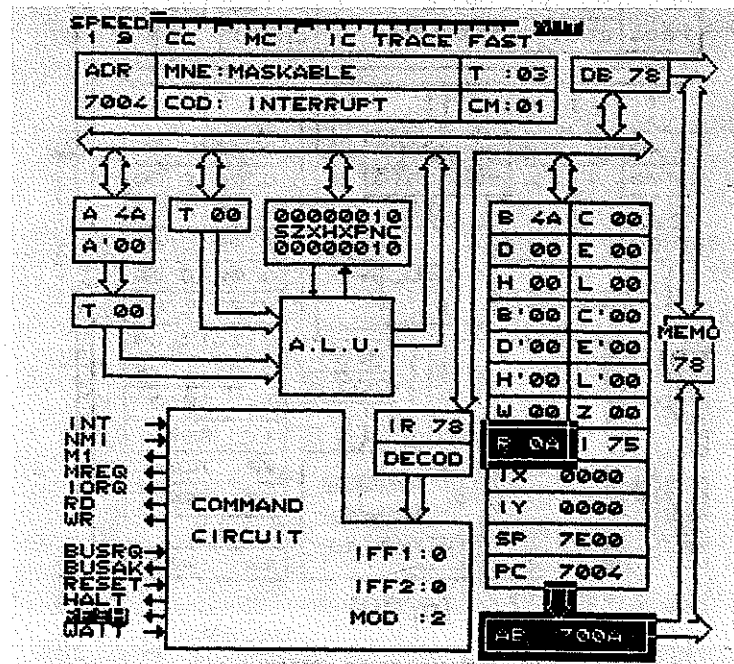 SPEED
1 9 CC MC IC TRACE FAST
ADR MNE:MASKABLE T :03 DB 78
7004 COD: INTERRUPT CM:01
A 4A T 00 00000010 B 4A C 00
A'00 SZXHXPNC D 00 E 00
00000010
T 00 H 00 L 00
A.L.U. B'00 C'00 MEMO
D'00 E'00 78
H'00 L'00
W 00 Z 00
INT IR 78 R 0A I 75
NMI DECOD
M1 IX 0000
MREQ
IORQ COMMAND IY 0000
RD CIRCUIT
WR SP 7E00
BUSRQ IFF1:0 PC 7004
BUSAK
RESET IFF2:0
HALT
MOD :2 AB 700A
WAIT